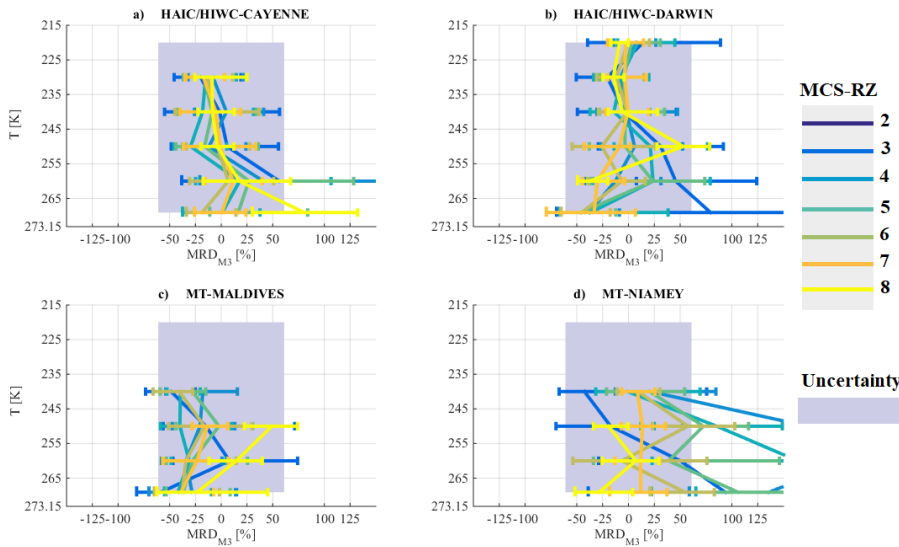 a) HAIC/HIWC-CAYENNE
215
225
235
245
255
265
273.15
T [K]
-125-100 -50 -25 0 25 50 100 125
MRD_M3 [%]
b) HAIC/HIWC-DARWIN
215
225
235
245
255
265
273.15
-125-100 -50 -25 0 25 50 100 125
MRD_M3 [%]
c) MT-MALDIVES
215
225
235
245
255
265
273.15
T [K]
-125-100 -50 -25 0 25 50 100 125
MRD_M3 [%]
d) MT-NIAMEY
215
225
235
245
255
265
273.15
-125-100 -50 -25 0 25 50 100 125
MRD_M3 [%]
MCS-RZ
2
3
4
5
6
7
8
Uncertainty